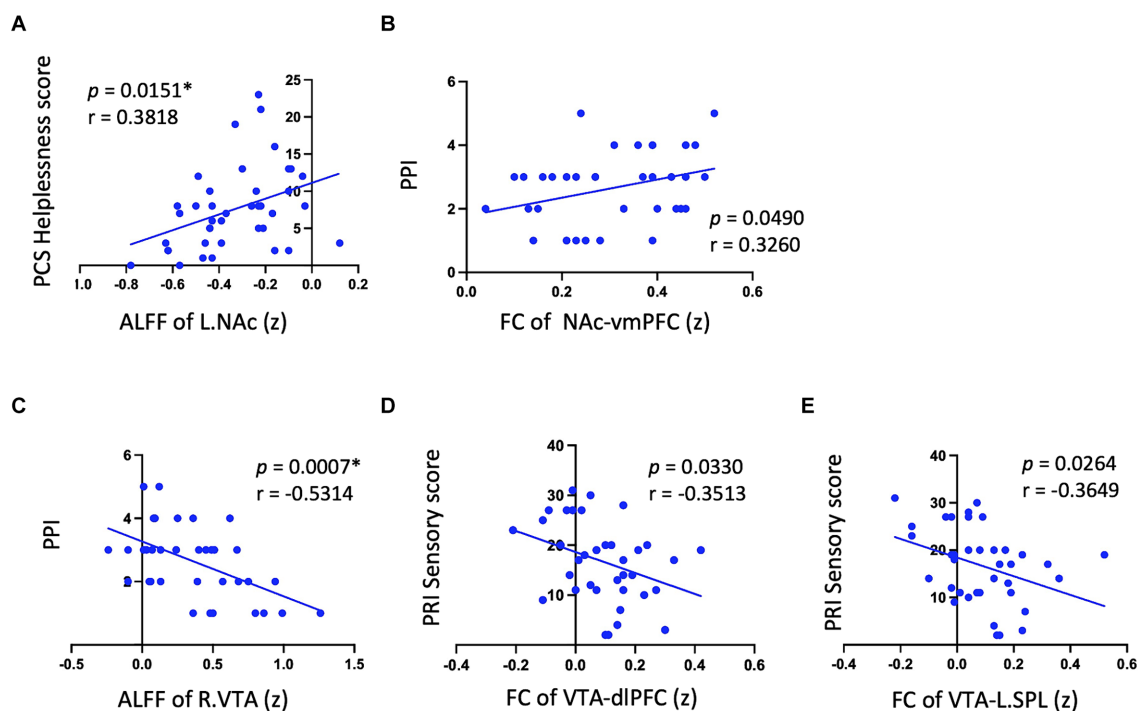 A
PCS Helplessness score
p = 0.0151*
r = 0.3818
25
20
15
10
5
1.0 -0.8 -0.6 -0.4 -0.2 0.0 0.2
ALFF of L.NAc (z)
B
PPI
6
4
2
0
0.0 0.2 0.4 0.6
p = 0.0490
r = 0.3260
FC of NAc-vmPFC (z)
C
PPI
6
4
2
p = 0.0007*
r = -0.5314
-0.5 0.0 0.5 1.0 1.5
ALFF of R.VTA (z)
D
PRI Sensory score
40
30
20
10
p = 0.0330
r = -0.3513
-0.4 -0.2 0.0 0.2 0.4 0.6
FC of VTA-dlPFC (z)
E
PRI Sensory score
40
30
20
10
p = 0.0264
r = -0.3649
-0.4 -0.2 0.0 0.2 0.4 0.6
FC of VTA-L.SPL (z)